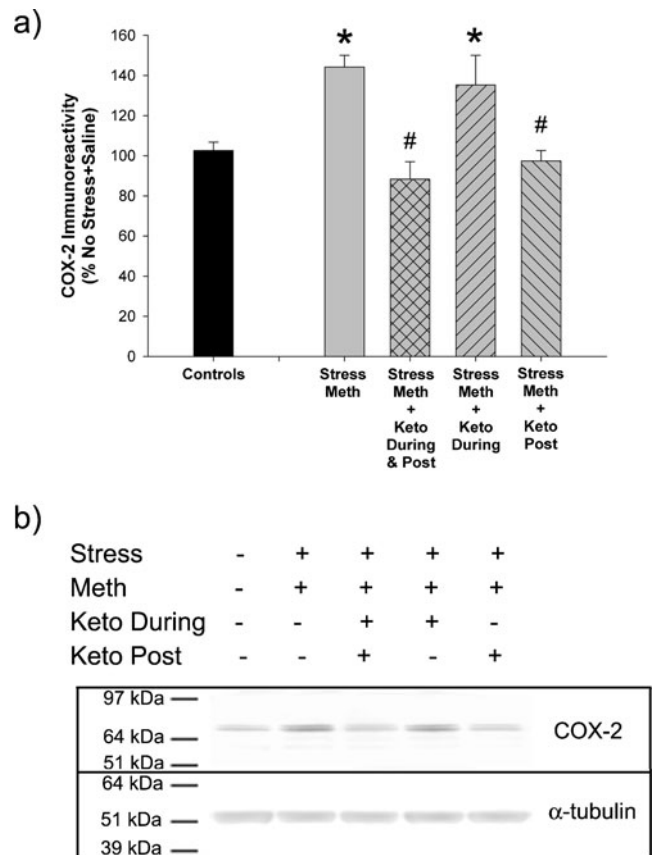 a)
COX-2 Immunoreactivity
(% No Stress+Saline)
160
140
120
100
80
60
40
20
0
*
#
*
#
Controls
Stress
Meth
Stress
Meth
+
Keto
During
& Post
Stress
Meth
+ Keto
During
Stress
Meth
+
Keto
Post
b)
Stress - + + + +
Meth - + + + +
Keto During - - + + -
Keto Post - - + - +
97 kDa
64 kDa
51 kDa
COX-2
64 kDa
51 kDa
39 kDa
α-tubulin